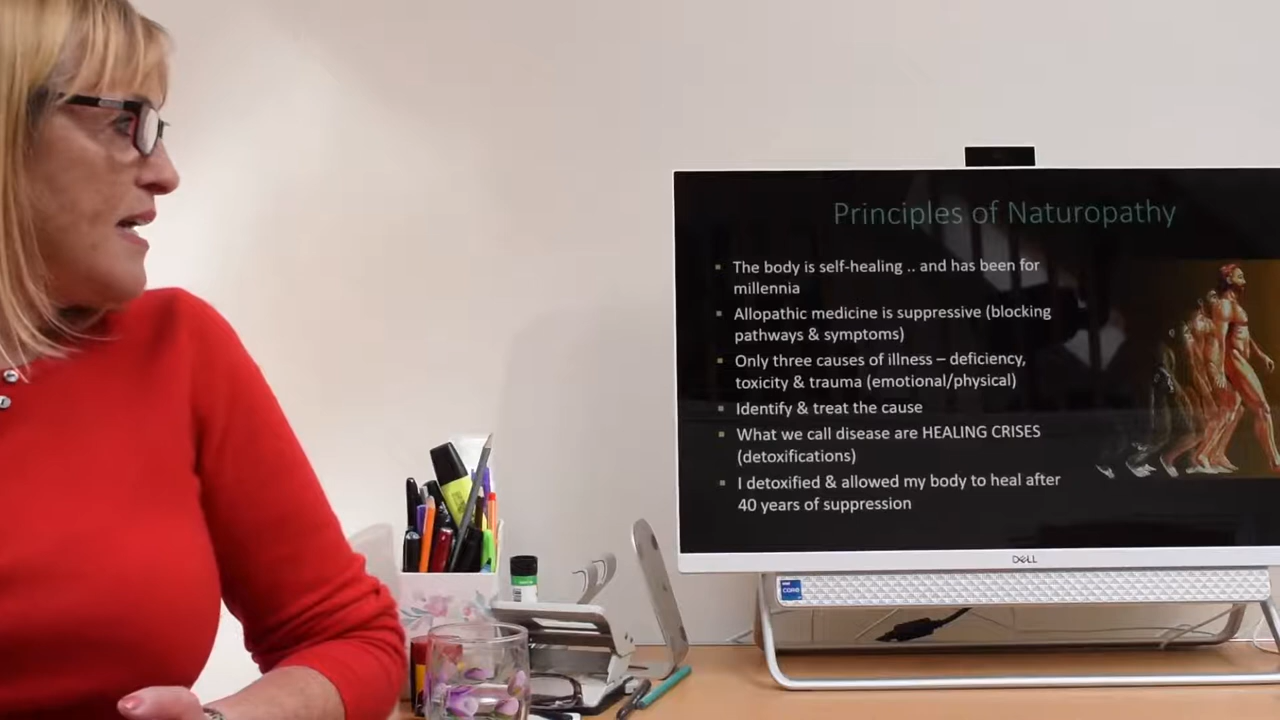 Principles of Naturopathy
▪ The body is self-healing .. and has been for
millennia
▪ Allopathic medicine is suppressive (blocking
pathways & symptoms)
▪ Only three causes of illness – deficiency,
toxicity & trauma (emotional/physical)
▪ Identify & treat the cause
▪ What we call disease are HEALING CRISES
(detoxifications)
▪ I detoxified & allowed my body to heal after
40 years of suppression
DELL
CORE